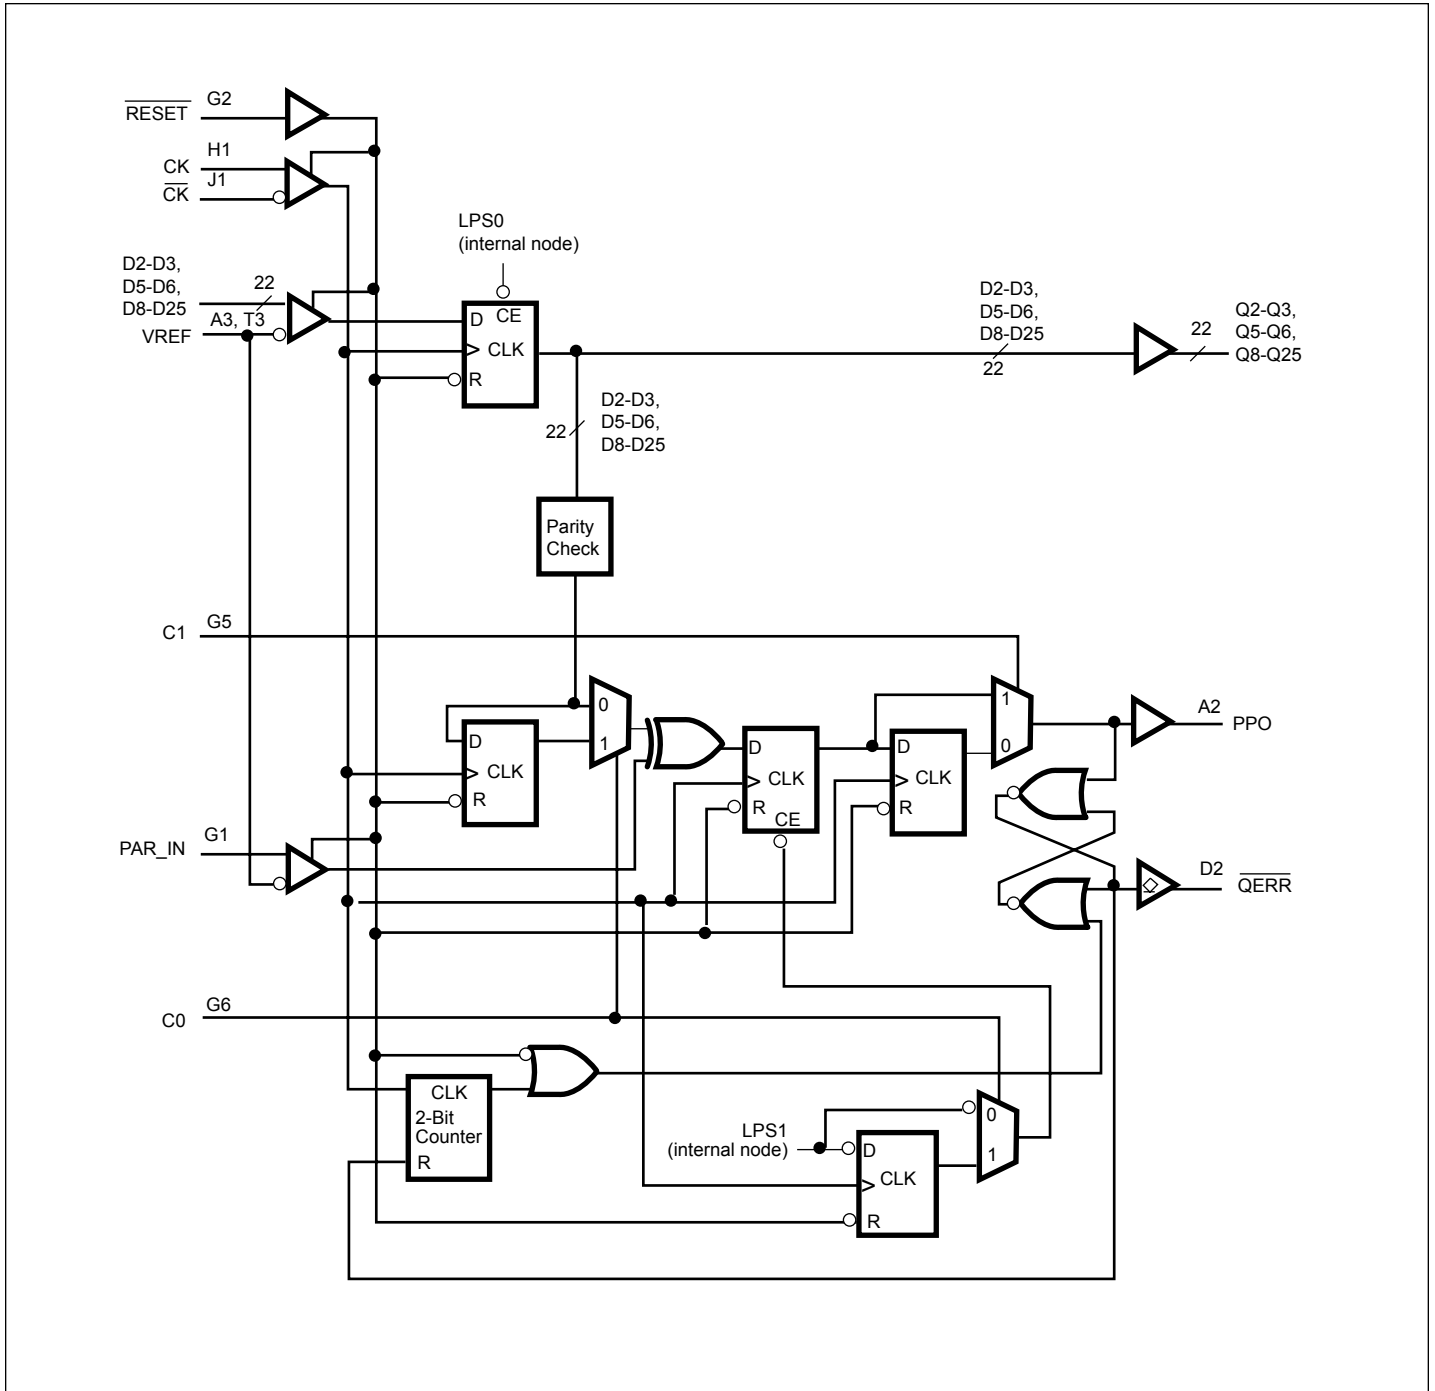 RESET G2
CK H1
CK J1
LPS0
(internal node)
D2-D3,
D5-D6,
D8-D25
22
VREF A3, T3
D CE
CLK
R
D2-D3,
D5-D6,
D8-D25
22
22
Q2-Q3,
Q5-Q6,
Q8-Q25
22
D2-D3,
D5-D6,
D8-D25
Parity
Check
C1 G5
0
1
D
CLK
R
D
CLK
R
CE
D
CLK
R
1
0
A2
PPO
PAR_IN G1
D2
QERR
C0 G6
CLK
2-Bit
Counter
R
LPS1
(internal node)
D
CLK
R
0
1